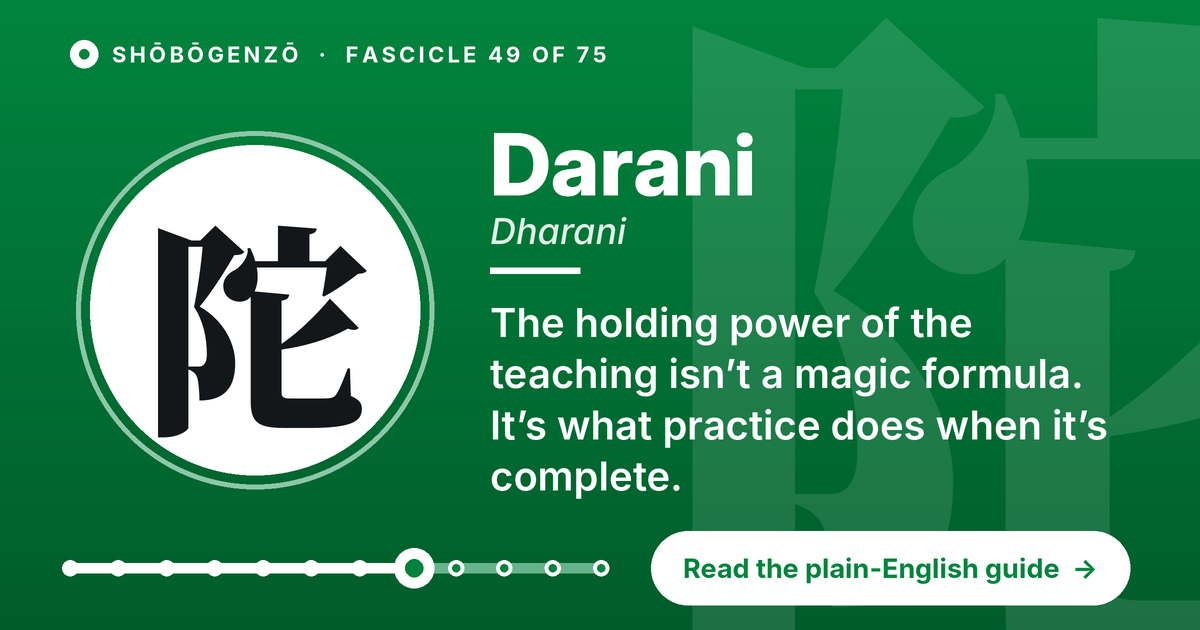 SHŌBŌGENZŌ · FASCICLE 49 OF 75
陀
Darani
Dharani
The holding power of the
teaching isn’t a magic formula.
It’s what practice does when it’s
complete.
Read the plain-English guide →